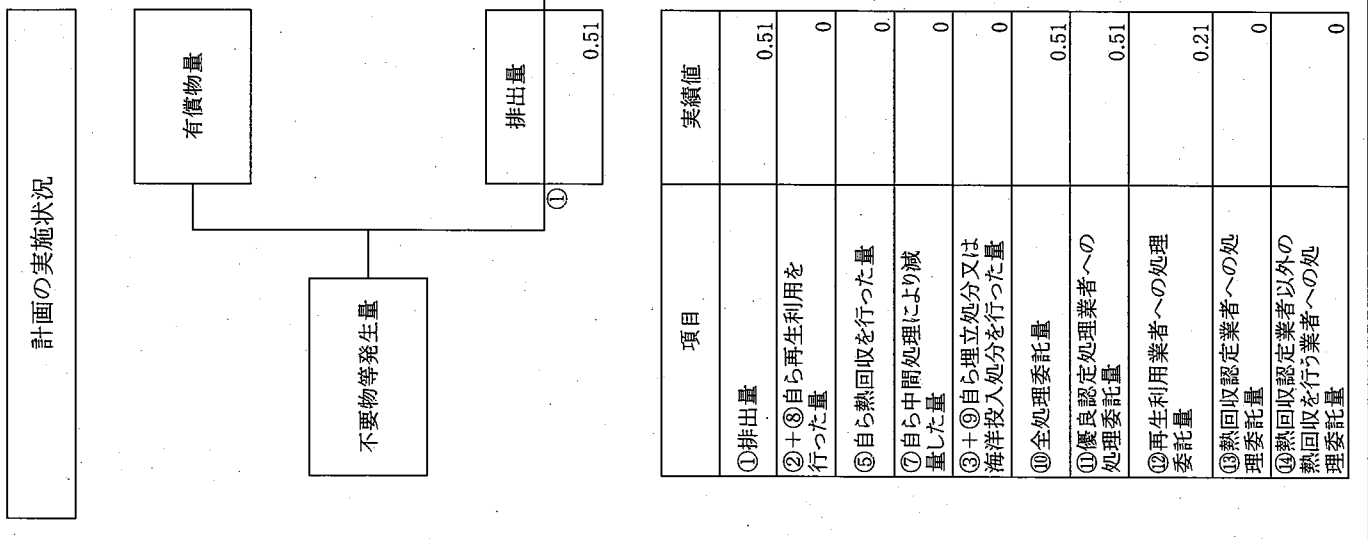 計画の実施状況
有償物量
不要物等発生量
排出量
① 0.51
項目 実績値
①排出量 0.51
②+⑧自ら再生利用を
行った量 0
⑤自ら熱回収を行った量 0
⑦自ら中間処理により減
量した量 0
③+⑨自ら埋立処分又は
海洋投入処分を行った量 0
⑩全処理委託量 0.51
⑪優良認定処理業者への
処理委託量 0.51
⑫再生利用業者への処理
委託量 0.21
⑬熱回収認定業者への処
理委託量 0
⑭熱回収認定業者以外の
熱回収を行う業者への処
理委託量 0